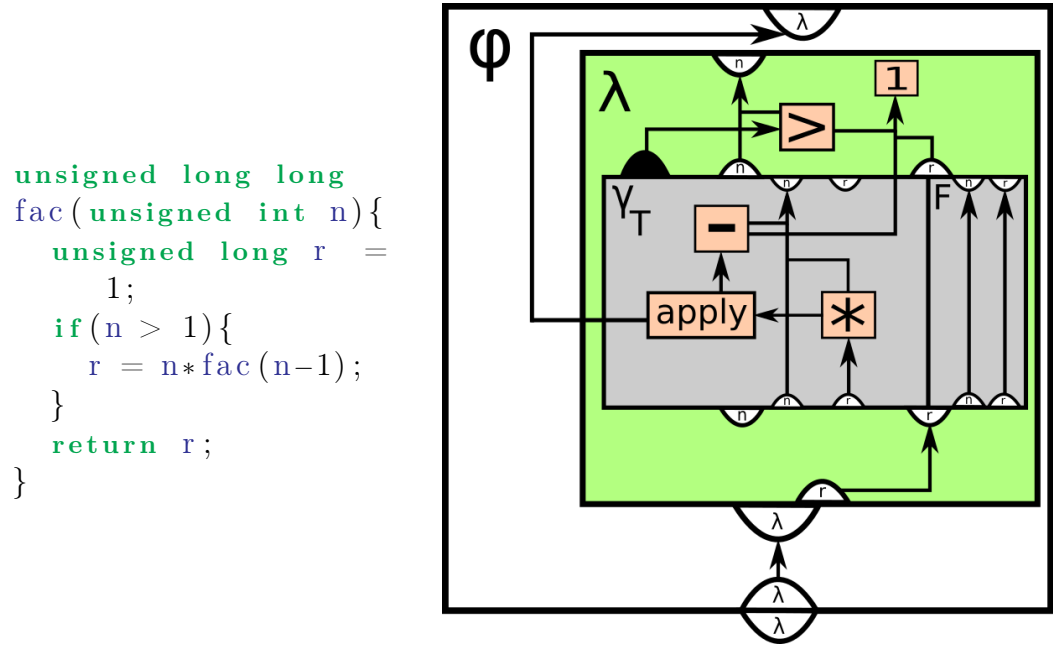 unsigned long long
fac(unsigned int n){
unsigned long r =
1;
if(n > 1){
r = n*fac(n-1);
}
return r;
}
φ
λ
λ
n
1
>
n
r
γT
n
r
F
n
r
-
apply
*
n
r
n
r
n
r
r
λ
λ
λ